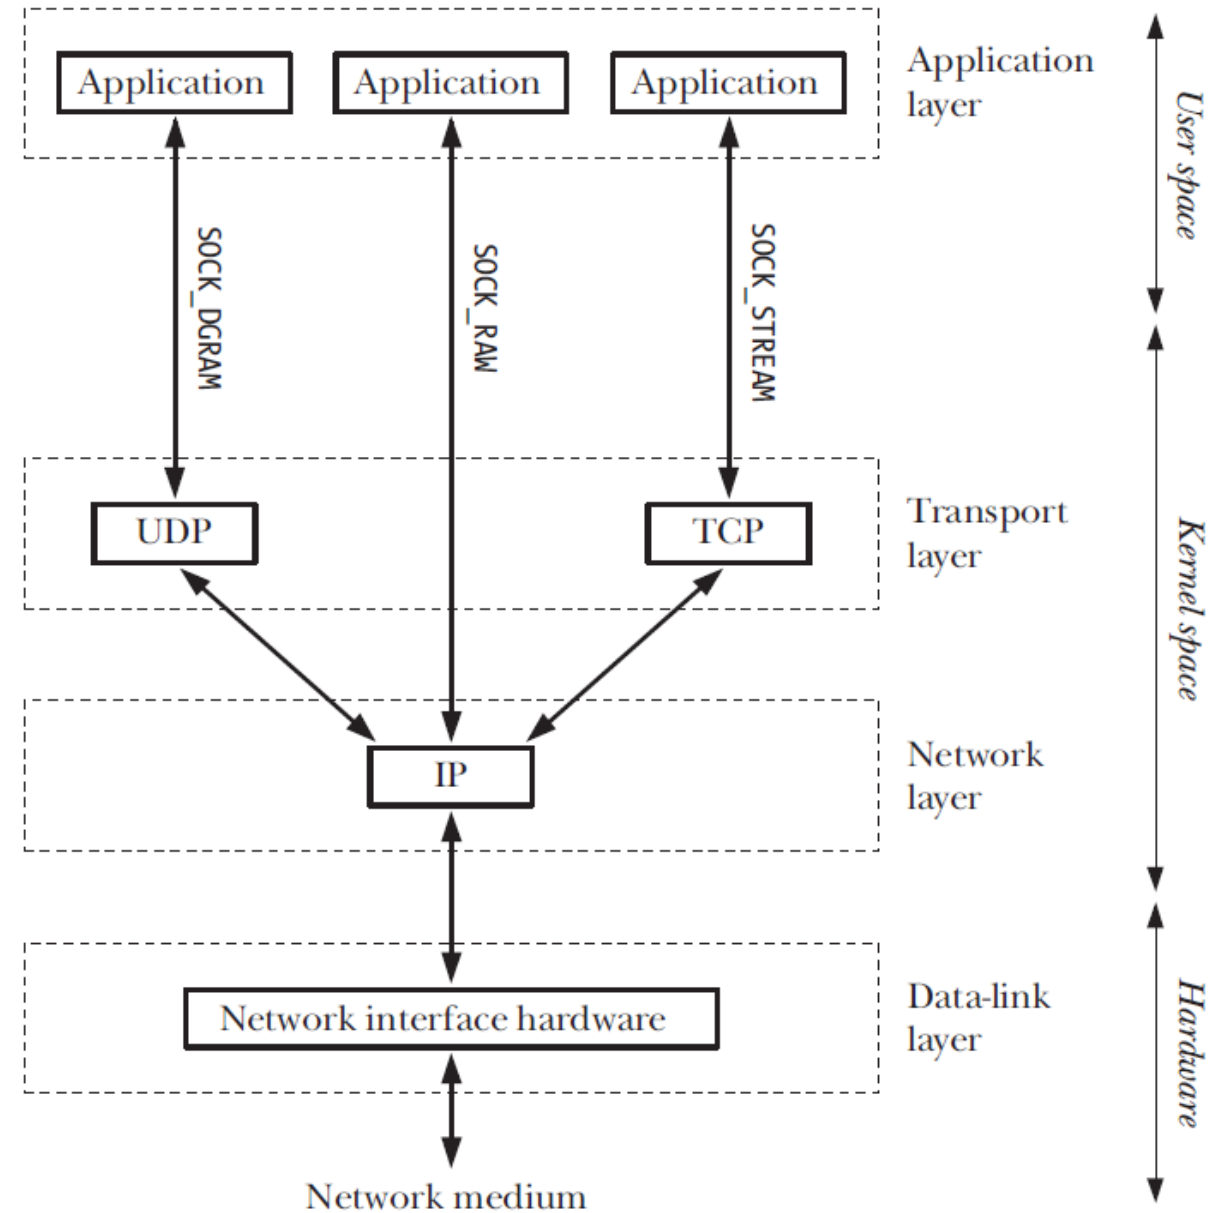 Application
Application
Application
Application
layer
User space
SOCK_DGRAM
SOCK_RAW
SOCK_STREAM
UDP
TCP
Transport
layer
Kernel space
IP
Network
layer
Network interface hardware
Data-link
layer
Hardware
Network medium